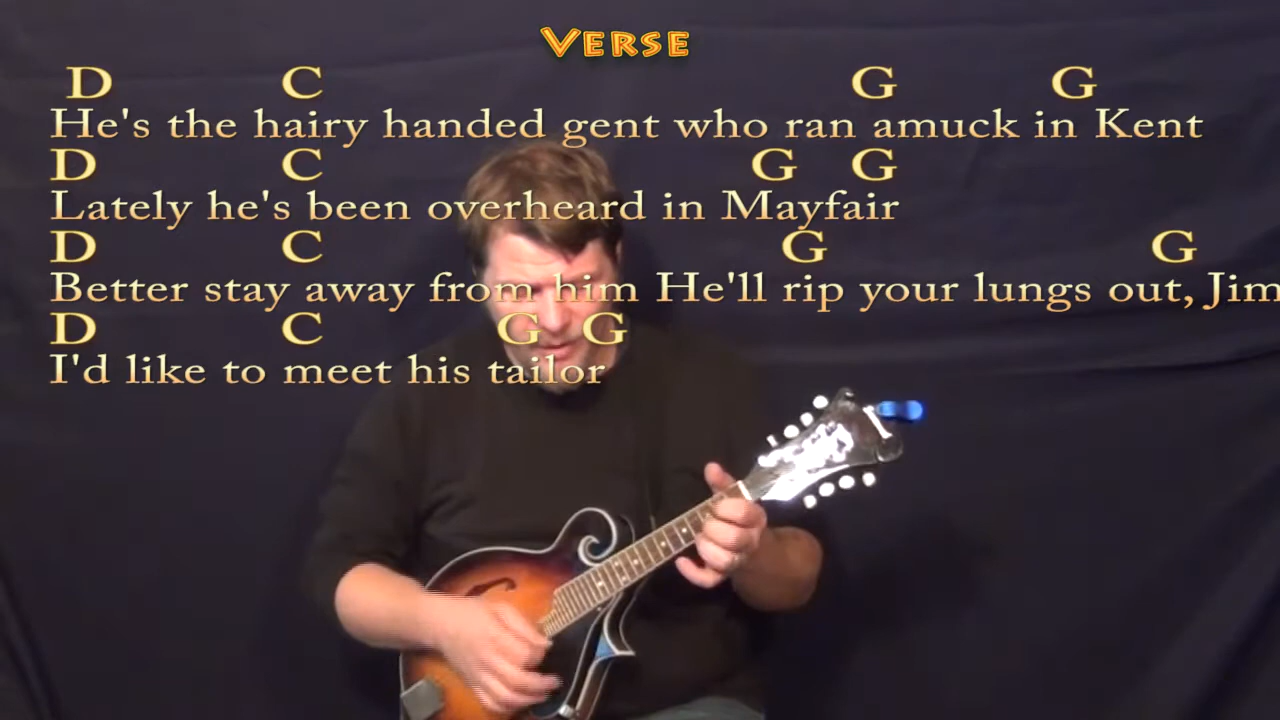 VERSE
D C G G
He's the hairy handed gent who ran amuck in Kent
D C G G
Lately he's been overheard in Mayfair
D C G G
Better stay away from him He'll rip your lungs out, Jim
D C G G
I'd like to meet his tailor